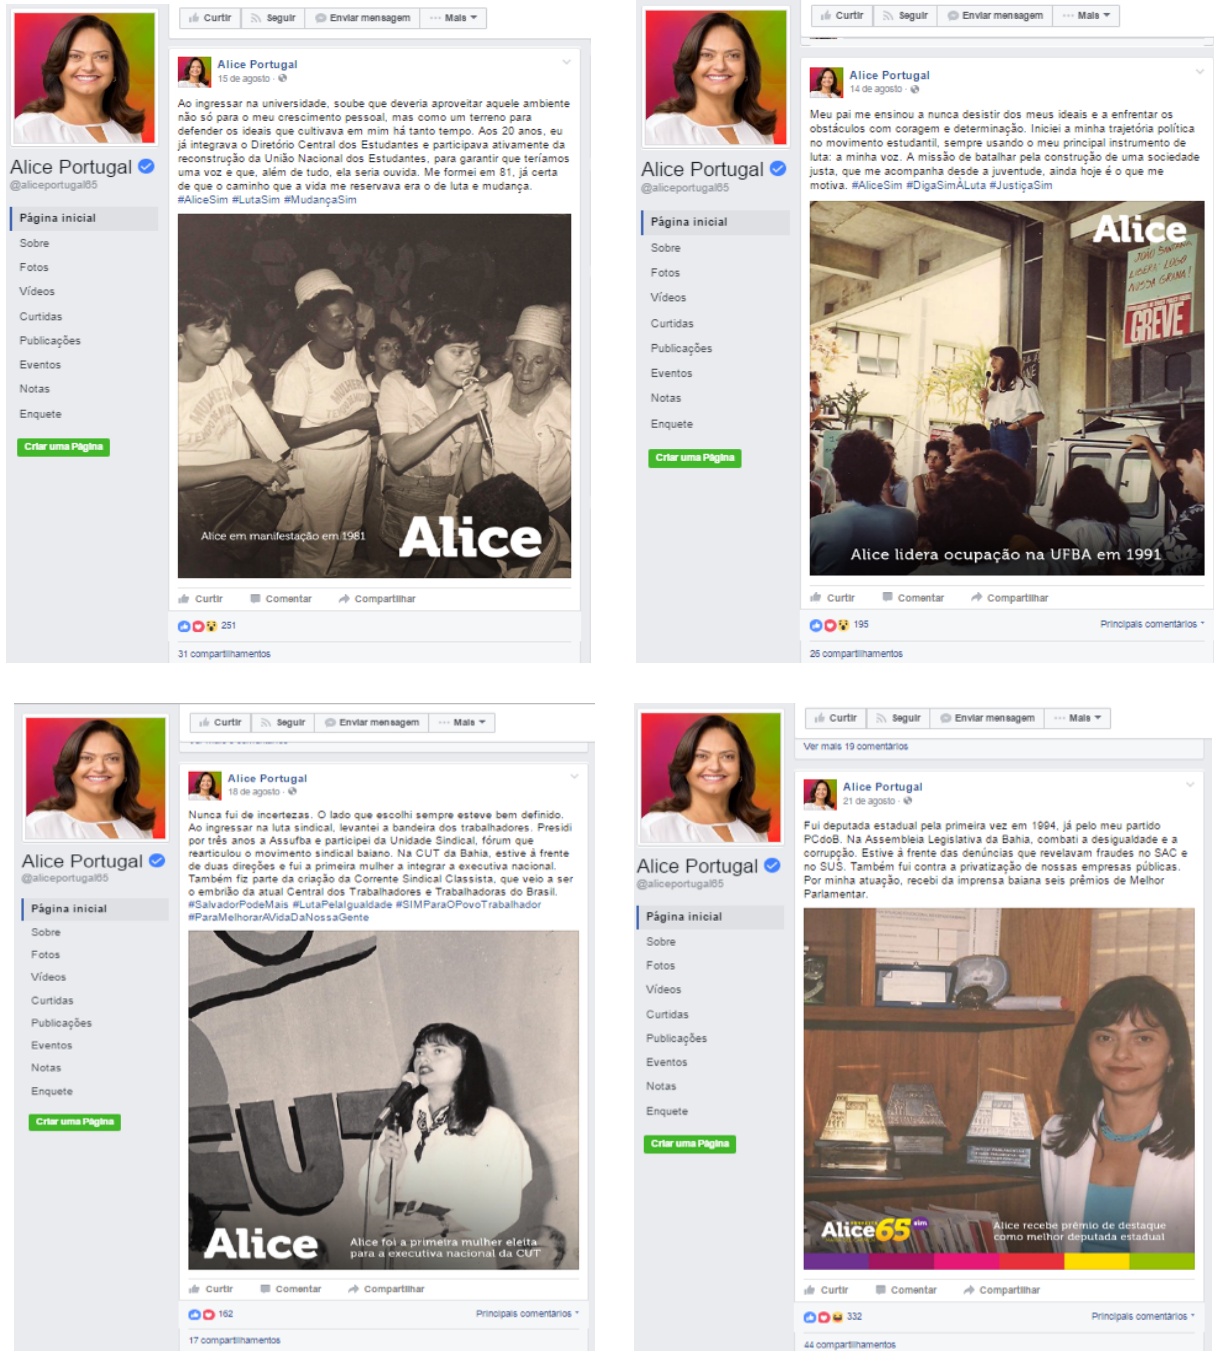 Curtir Seguir Enviar mensagem Mais
Alice Portugal
15 de agosto
Ao ingressar na universidade, soube que deveria aproveitar aquele ambiente
não só para o meu crescimento pessoal, mas como um terreno para
defender os ideais que cultivava em mim há tanto tempo. Aos 20 anos, eu
já integrava o Diretório Central dos Estudantes e participava ativamente da
reconstrução da União Nacional dos Estudantes, para garantir que teríamos
uma voz e que, além de tudo, ela seria ouvida. Me formei em 81, já certa
de que o caminho que a vida me reservava era o de luta e mudança.
#AliceSim #LutaSim #MudançaSim
Alice Portugal
@aliceportugal65
Página inicial
Sobre
Fotos
Vídeos
Curtidas
Publicações
Eventos
Notas
Enquete
Criar uma Página
Alice em manifestação em 1981
Alice
Curtir Comentar Compartilhar
251
31 compartilhamentos
Curtir Seguir Enviar mensagem Mais
Alice Portugal
14 de agosto
Meu pai me ensinou a nunca desistir dos meus ideais e a enfrentar os
obstáculos com coragem e determinação. Iniciei a minha trajetória política
no movimento estudantil, sempre usando o meu principal instrumento de
luta: a minha voz. A missão de batalhar pela construção de uma sociedade
justa, que me acompanha desde a juventude, ainda hoje é o que me
motiva. #AliceSim #DigaSimÀLuta #JustiçaSim
Alice Portugal
@aliceportugal65
Página inicial
Sobre
Fotos
Vídeos
Curtidas
Publicações
Eventos
Notas
Enquete
Criar uma Página
Alice
JOÃO SANTANA
LIBERA LOGO
NOSSA GRANA!
GREVE
Alice lidera ocupação na UFBA em 1991
Curtir Comentar Compartilhar
195 Principais comentários
26 compartilhamentos
Curtir Seguir Enviar mensagem Mais
Alice Portugal
18 de agosto
Nunca fui de incertezas. O lado que escolhi sempre esteve bem definido.
Ao ingressar na luta sindical, levantei a bandeira dos trabalhadores. Presidi
por três anos a Assufba e participei da Unidade Sindical, fórum que
rearticulou o movimento sindical baiano. Na CUT da Bahia, estive à frente
de duas direções e fui a primeira mulher a integrar a executiva nacional.
Também fiz parte da criação da Corrente Sindical Classista, que veio a ser
o embrião da atual Central dos Trabalhadores e Trabalhadoras do Brasil.
#SalvadorPodeMais #LutaPelaIgualdade #SIMParaOPovoTrabalhador
#ParaMelhorarAVidaDaNossaGente
Alice Portugal
@aliceportugal65
Página inicial
Sobre
Fotos
Vídeos
Curtidas
Publicações
Eventos
Notas
Enquete
Criar uma Página
Alice
Alice foi a primeira mulher eleita
para a executiva nacional da CUT
Curtir Comentar Compartilhar
162 Principais comentários
17 compartilhamentos
Curtir Seguir Enviar mensagem Mais
Ver mais 19 comentários
Alice Portugal
21 de agosto
Fui deputada estadual pela primeira vez em 1994, já pelo meu partido
PCdoB. Na Assembleia Legislativa da Bahia, combati a desigualdade e a
corrupção. Estive à frente das denúncias que revelavam fraudes no SAC e
no SUS. Também fui contra a privatização de nossas empresas públicas.
Por minha atuação, recebi da imprensa baiana seis prêmios de Melhor
Parlamentar.
Alice Portugal
@aliceportugal65
Página inicial
Sobre
Fotos
Vídeos
Curtidas
Publicações
Eventos
Notas
Enquete
Criar uma Página
Alice 65 sim
Alice recebe prêmio de destaque
como melhor deputada estadual
Curtir Comentar Compartilhar
332 Principais comentários
44 compartilhamentos